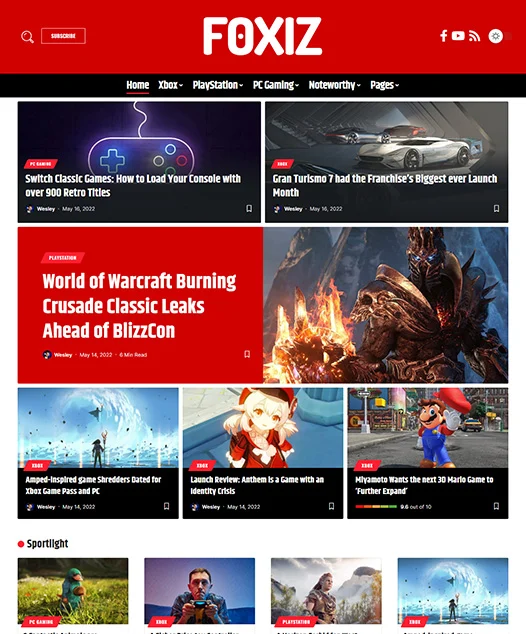 SUBSCRIBE
FOXIZ
Home Xbox PlayStation PC Gaming Noteworthy Pages
PC GAMING
Switch Classic Games: How to Load Your Console with
over 900 Retro Titles
Wesley - May 16, 2022
XBOX
Gran Turismo 7 had the Franchise's Biggest ever Launch
Month
Wesley - May 16, 2022
PLAYSTATION
World of Warcraft Burning
Crusade Classic Leaks
Ahead of BlizzCon
Wesley - May 14, 2022 - 6 Min Read
XBOX
Amped-inspired game Shredders Dated for
Xbox Game Pass and PC
Wesley - May 14, 2022
XBOX
Launch Review: Anthem is a Game with an
Identity Crisis
Wesley - May 14, 2022
XBOX
Miyamoto Wants the next 3D Mario Game to
'Further Expand'
9.6 out of 10
Sportlight
PC GAMING
XBOX
PLAYSTATION
XBOX